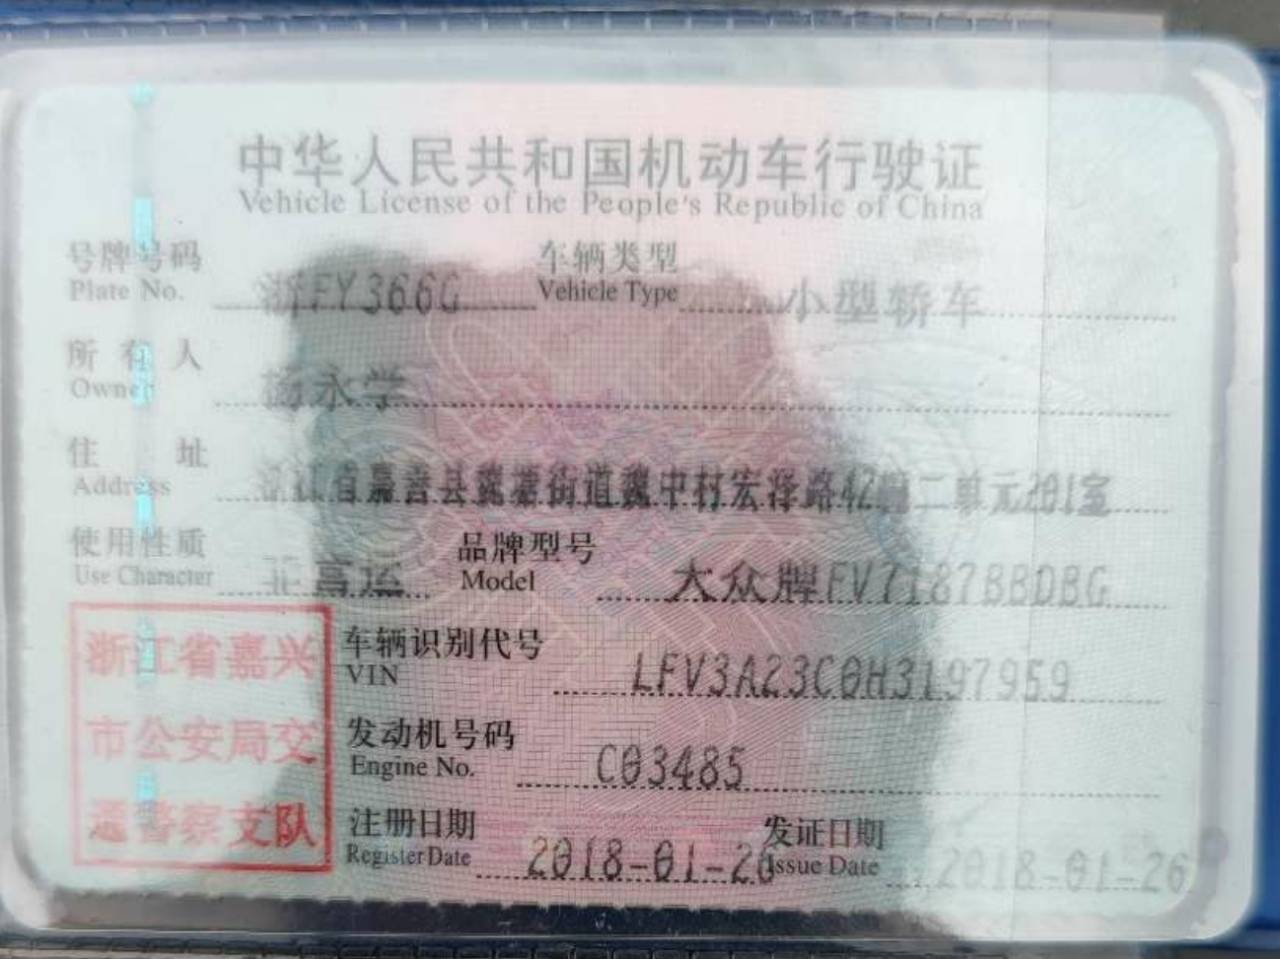 中华人民共和国机动车行驶证
Vehicle License of the People's Republic of China
号牌号码 浙FY366G 车辆类型 小型轿车
Plate No. Vehicle Type
所有人 杨永学
Owner
住址 浙江省嘉善县魏塘街道魏中村宏泽路42幢二单元201室
Address
使用性质 非营运 品牌型号 大众牌FV7187BBDBG
Use Character Model
车辆识别代号 LFV3A23C0H3197959
VIN
发动机号码 C03485
Engine No.
注册日期 2018-01-26 发证日期 2018-01-26
Register Date Issue Date
浙江省嘉兴
市公安局交
通警察支队